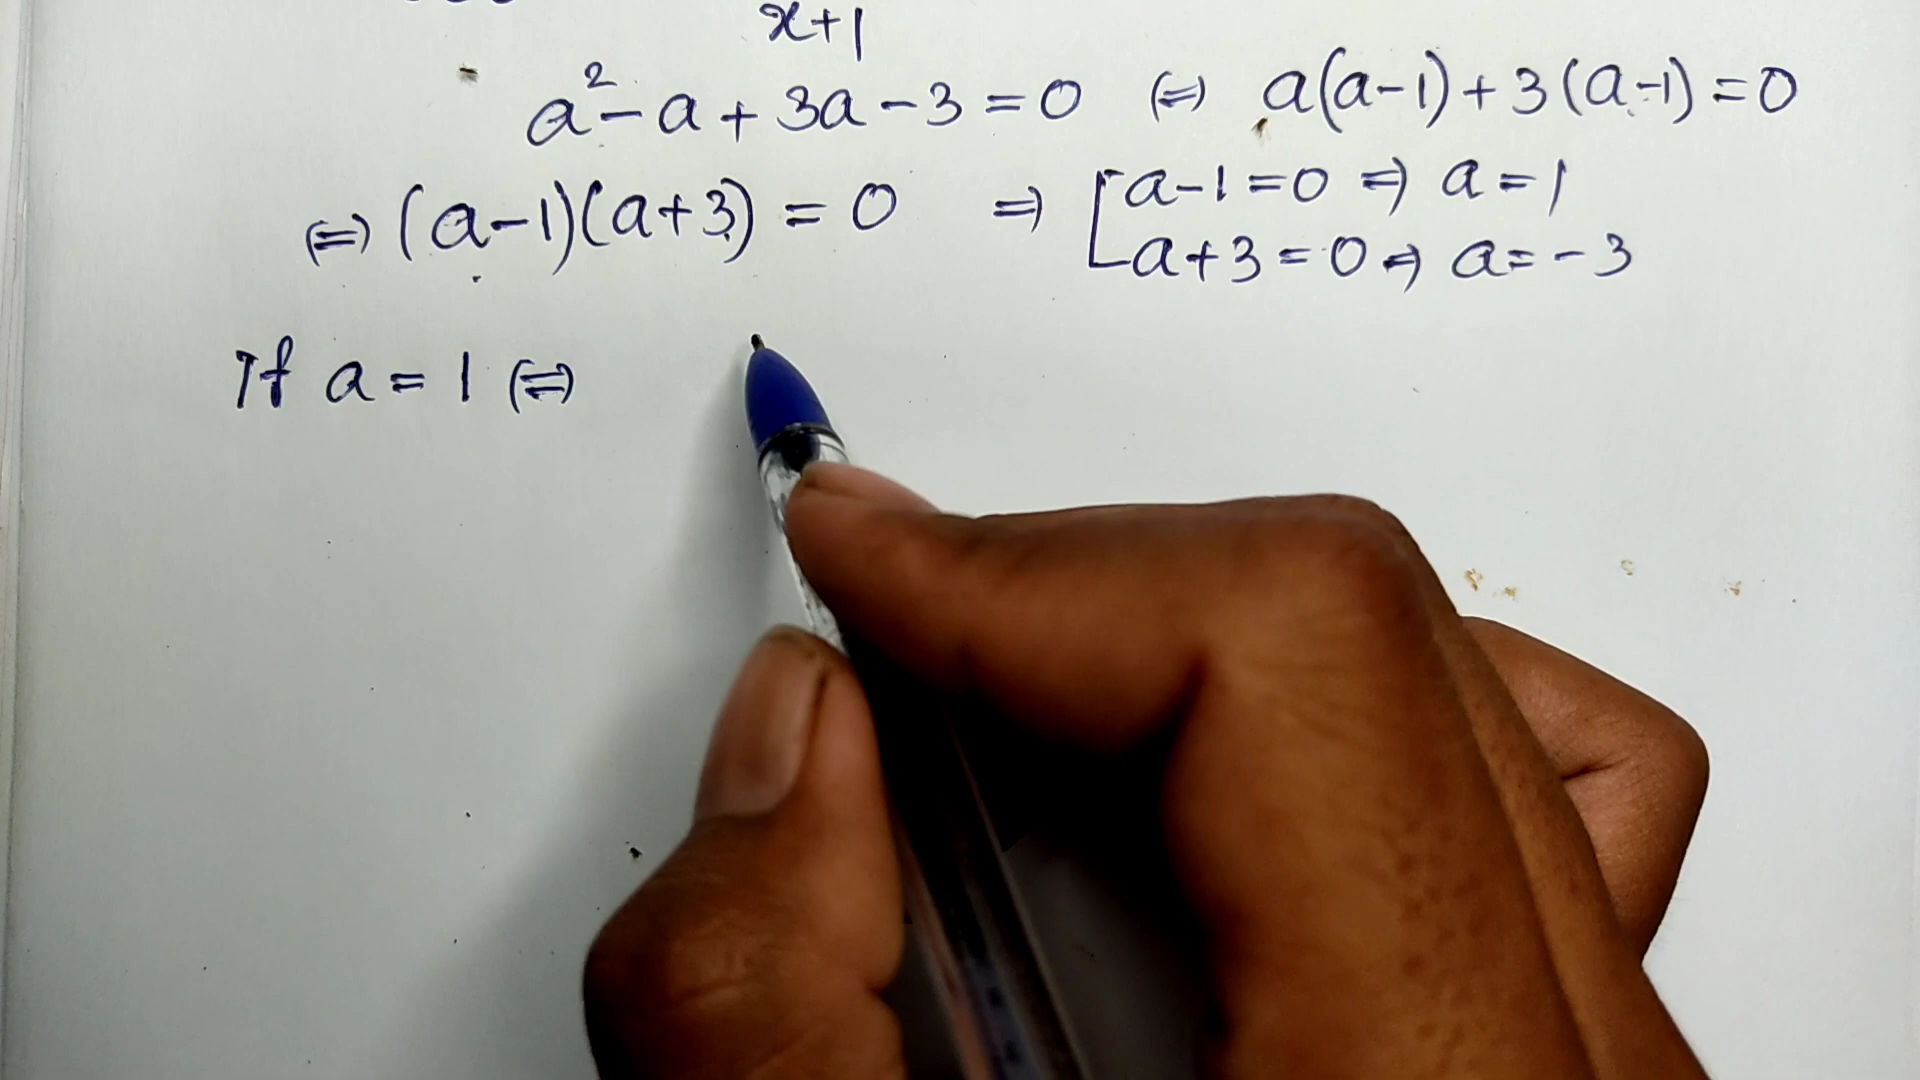 x+1
a²-a+3a-3=0 ⇔ a(a-1)+3(a-1)=0
⇔ (a-1)(a+3)=0 ⇒ [a-1=0 ⇒ a=1
a+3=0 ⇒ a=-3
If a=1 ⇔